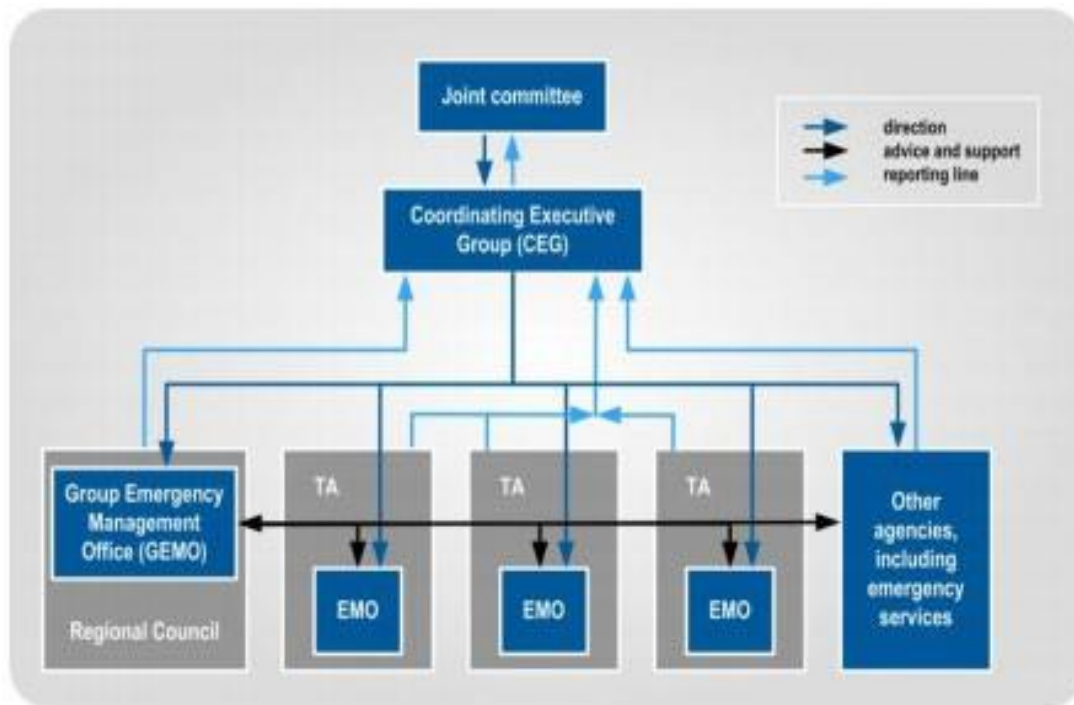 Joint committee
direction
advice and support
reporting line
Coordinating Executive
Group (CEG)
Group Emergency
Management
Office (GEMO)
Regional Council
TA
EMO
TA
EMO
TA
EMO
Other
agencies,
including
emergency
services